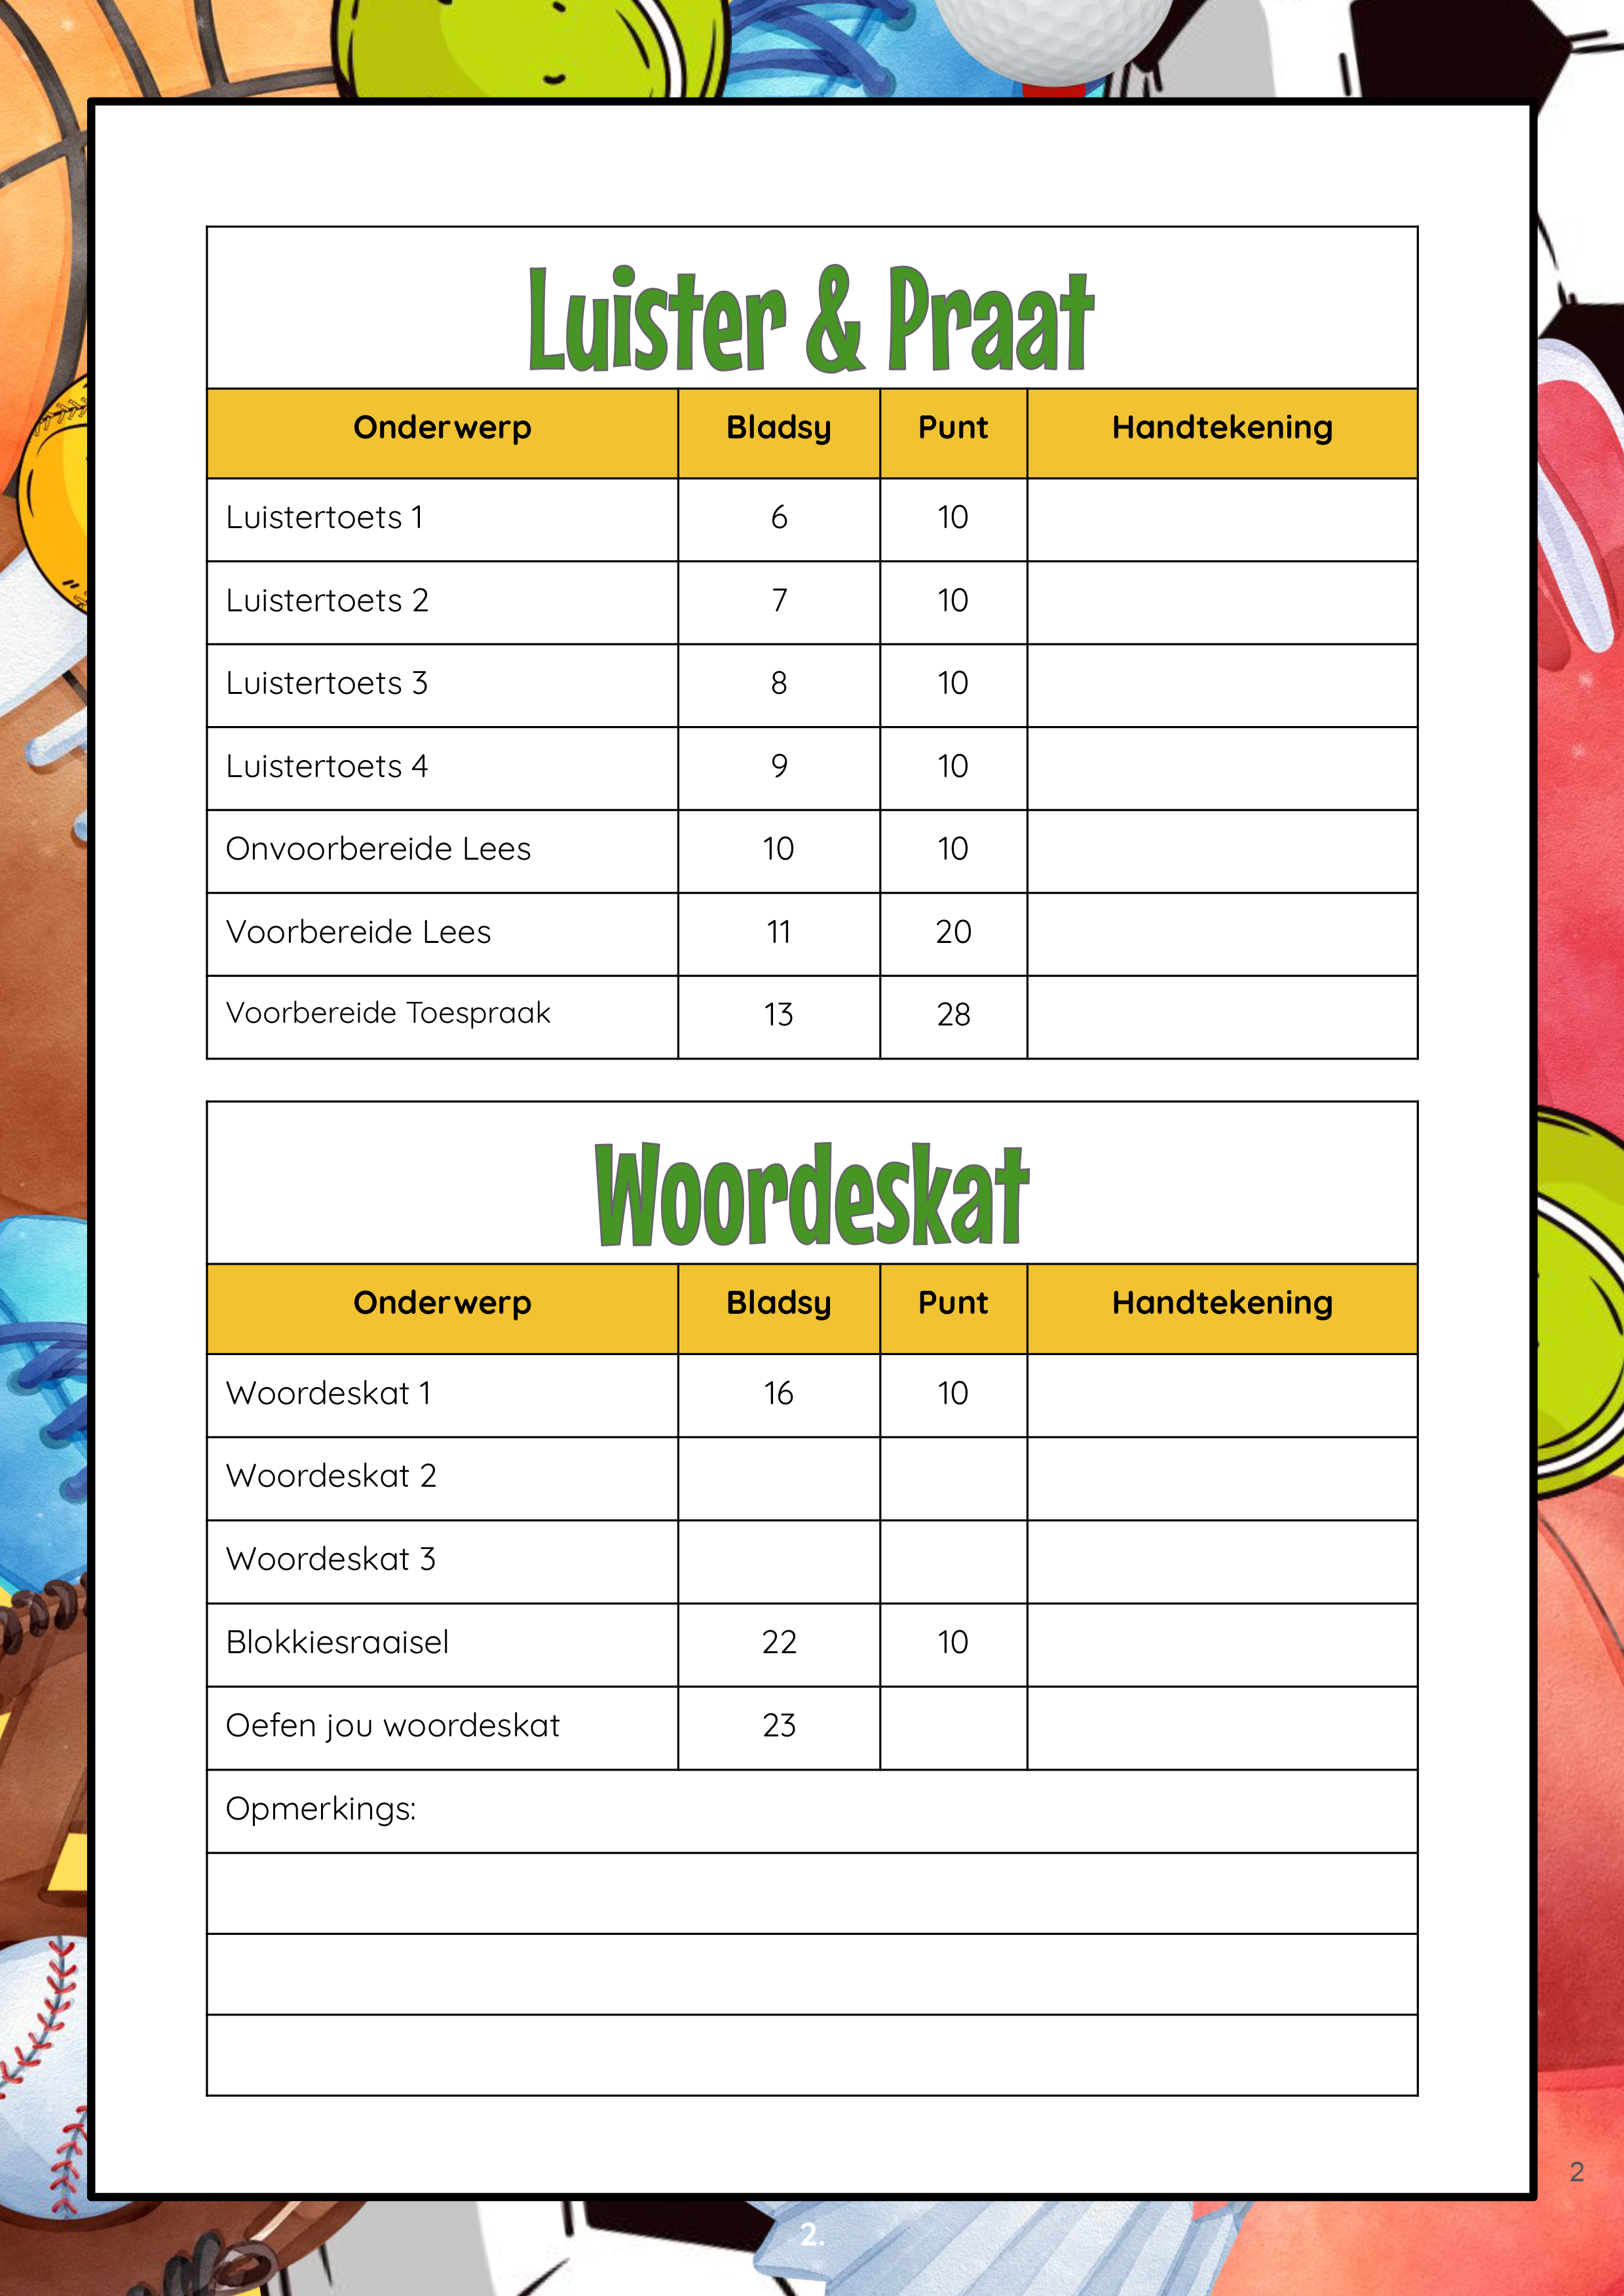 Luister & Praat
Onderwerp Bladsy Punt Handtekening
Luistertoets 1 6 10
Luistertoets 2 7 10
Luistertoets 3 8 10
Luistertoets 4 9 10
Onvoorbereide Lees 10 10
Voorbereide Lees 11 20
Voorbereide Toespraak 13 28
Woordeskat
Onderwerp Bladsy Punt Handtekening
Woordeskat 1 16 10
Woordeskat 2
Woordeskat 3
Blokkiesraaisel 22 10
Oefen jou woordeskat 23
Opmerkings:
2
2.